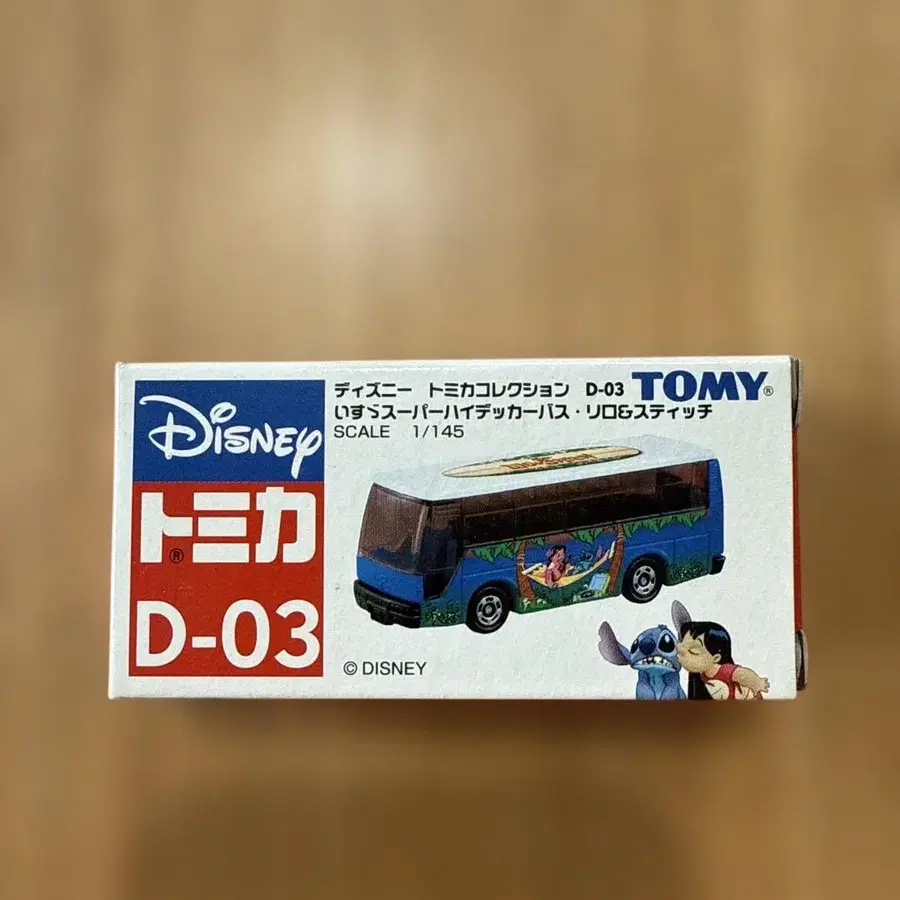 DISNEY
トミカ®
D-03
ディズニー トミカコレクション D-03 TOMY®
いすゞスーパーハイデッカーバス・リロ&スティッチ
SCALE 1/145
© DISNEY